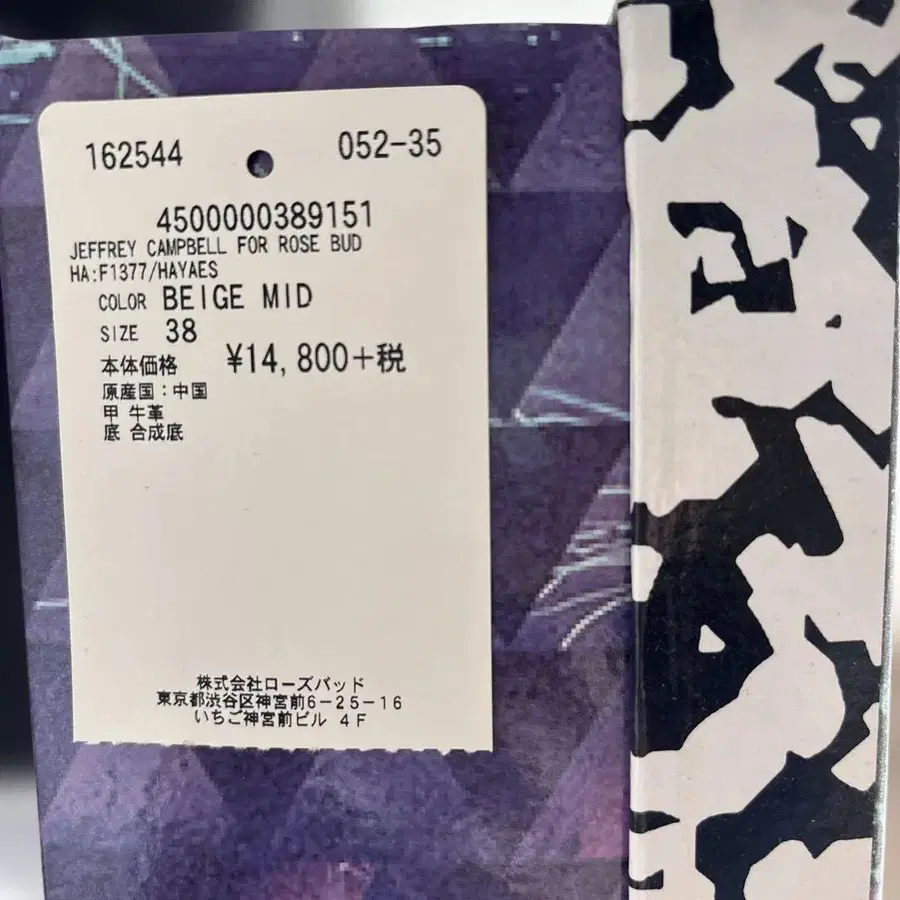 162544 052-35
4500000389151
JEFFREY CAMPBELL FOR ROSE BUD
HA:F1377/HAYAES
COLOR BEIGE MID
SIZE 38
本体価格 ¥14,800+税
原産国:中国
甲 牛革
底 合成底
株式会社ローズバッド
東京都渋谷区神宮前6-25-16
いちご神宮前ビル 4F